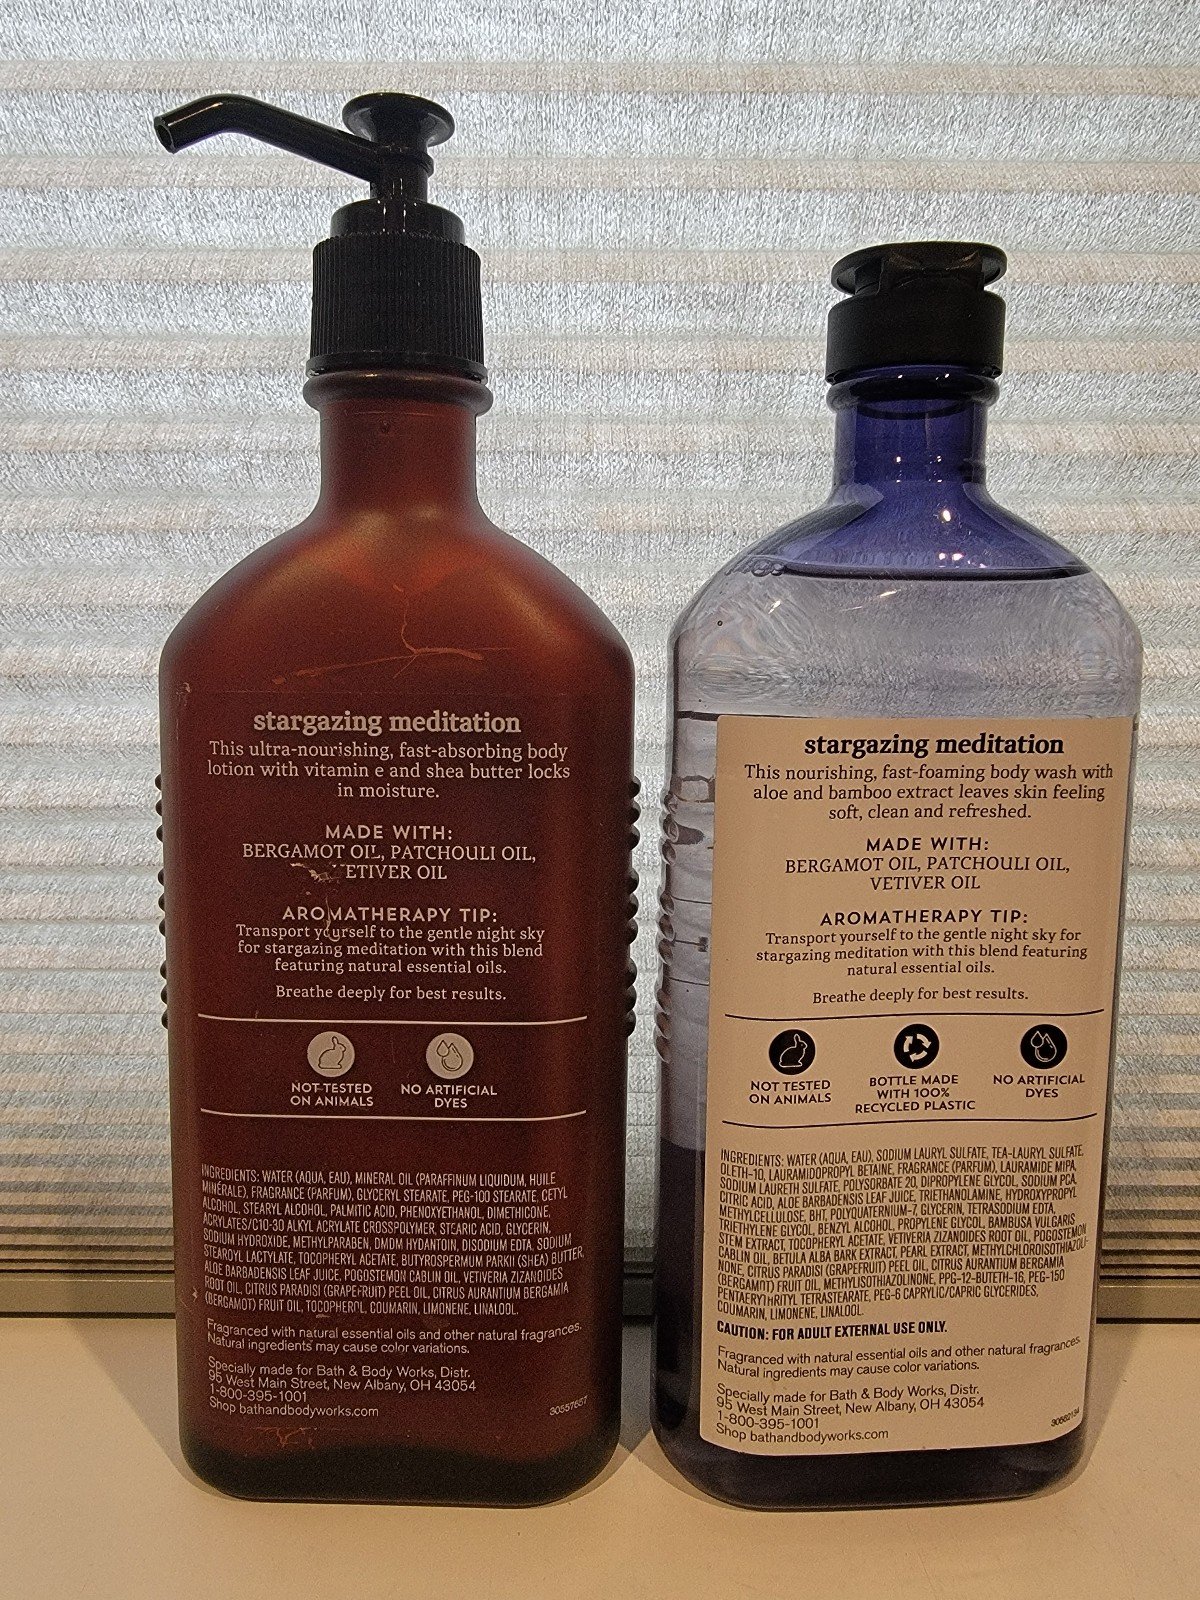 stargazing meditation
This ultra-nourishing, fast-absorbing body
lotion with vitamin e and shea butter locks
in moisture.
MADE WITH:
BERGAMOT OIL, PATCHOULI OIL,
VETIVER OIL
AROMATHERAPY TIP:
Transport yourself to the gentle night sky
for stargazing meditation with this blend
featuring natural essential oils.
Breathe deeply for best results.
NOT TESTED
ON ANIMALS
NO ARTIFICIAL
DYES
INGREDIENTS: WATER (AQUA, EAU), MINERAL OIL (PARAFFINUM LIQUIDUM, HUILE
MINÉRALE), FRAGRANCE (PARFUM), GLYCERYL STEARATE, PEG-100 STEARATE, CETYL
ALCOHOL, STEARYL ALCOHOL, PALMITIC ACID, PHENOXYETHANOL, DIMETHICONE,
ACRYLATES/C10-30 ALKYL ACRYLATE CROSSPOLYMER, STEARIC ACID, GLYCERIN,
SODIUM HYDROXIDE, METHYLPARABEN, DMDM HYDANTOIN, DISODIUM EDTA, SODIUM
STEAROYL LACTYLATE, TOCOPHERYL ACETATE, BUTYROSPERMUM PARKII (SHEA) BUTTER,
ALOE BARBADENSIS LEAF JUICE, POGOSTEMON CABLIN OIL, VETIVERIA ZIZANOIDES
ROOT OIL, CITRUS PARADISI (GRAPEFRUIT) PEEL OIL, CITRUS AURANTIUM BERGAMIA
(BERGAMOT) FRUIT OIL, TOCOPHEROL, COUMARIN, LIMONENE, LINALOOL.
Fragranced with natural essential oils and other natural fragrances.
Natural ingredients may cause color variations.
Specially made for Bath & Body Works, Distr.
95 West Main Street, New Albany, OH 43054
1-800-395-1001
Shop bathandbodyworks.com
30557657
stargazing meditation
This nourishing, fast-foaming body wash with
aloe and bamboo extract leaves skin feeling
soft, clean and refreshed.
MADE WITH:
BERGAMOT OIL, PATCHOULI OIL,
VETIVER OIL
AROMATHERAPY TIP:
Transport yourself to the gentle night sky for
stargazing meditation with this blend featuring
natural essential oils.
Breathe deeply for best results.
NOT TESTED
ON ANIMALS
BOTTLE MADE
WITH 100%
RECYCLED PLASTIC
NO ARTIFICIAL
DYES
INGREDIENTS: WATER (AQUA, EAU), SODIUM LAURYL SULFATE, TEA-LAURYL SULFATE,
OLETH-10, LAURAMIDOPROPYL BETAINE, FRAGRANCE (PARFUM), LAURAMIDE MIPA,
SODIUM LAURETH SULFATE, POLYSORBATE 20, DIPROPYLENE GLYCOL, SODIUM PCA,
CITRIC ACID, ALOE BARBADENSIS LEAF JUICE, TRIETHANOLAMINE, HYDROXYPROPYL
METHYLCELLULOSE, BHT, POLYQUATERNIUM-7, GLYCERIN, TETRASODIUM EDTA,
TRIETHYLENE GLYCOL, BENZYL ALCOHOL, PROPYLENE GLYCOL, BAMBUSA VULGARIS
STEM EXTRACT, TOCOPHERYL ACETATE, VETIVERIA ZIZANOIDES ROOT OIL, POGOSTEMON
CABLIN OIL, BETULA ALBA BARK EXTRACT, PEARL EXTRACT, METHYLCHLOROISOTHIAZOLI-
NONE, CITRUS PARADISI (GRAPEFRUIT) PEEL OIL, CITRUS AURANTIUM BERGAMIA
(BERGAMOT) FRUIT OIL, METHYLISOTHIAZOLINONE, PPG-12-BUTETH-16, PEG-150
PENTAERYTHRITYL TETRASTEARATE, PEG-6 CAPRYLIC/CAPRIC GLYCERIDES,
COUMARIN, LIMONENE, LINALOOL.
CAUTION: FOR ADULT EXTERNAL USE ONLY.
Fragranced with natural essential oils and other natural fragrances.
Natural ingredients may cause color variations.
Specially made for Bath & Body Works, Distr.
95 West Main Street, New Albany, OH 43054
1-800-395-1001
Shop bathandbodyworks.com